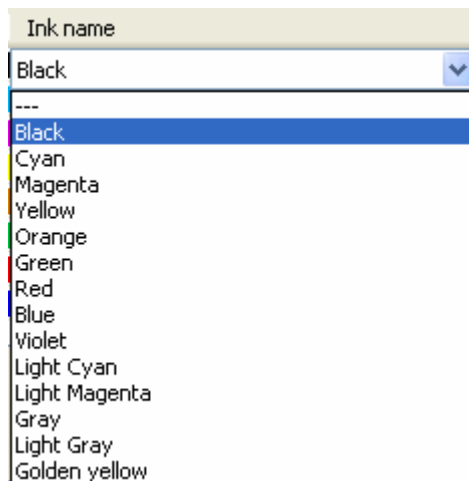 Ink name
Black
---
Black
Cyan
Magenta
Yellow
Orange
Green
Red
Blue
Violet
Light Cyan
Light Magenta
Gray
Light Gray
Golden yellow